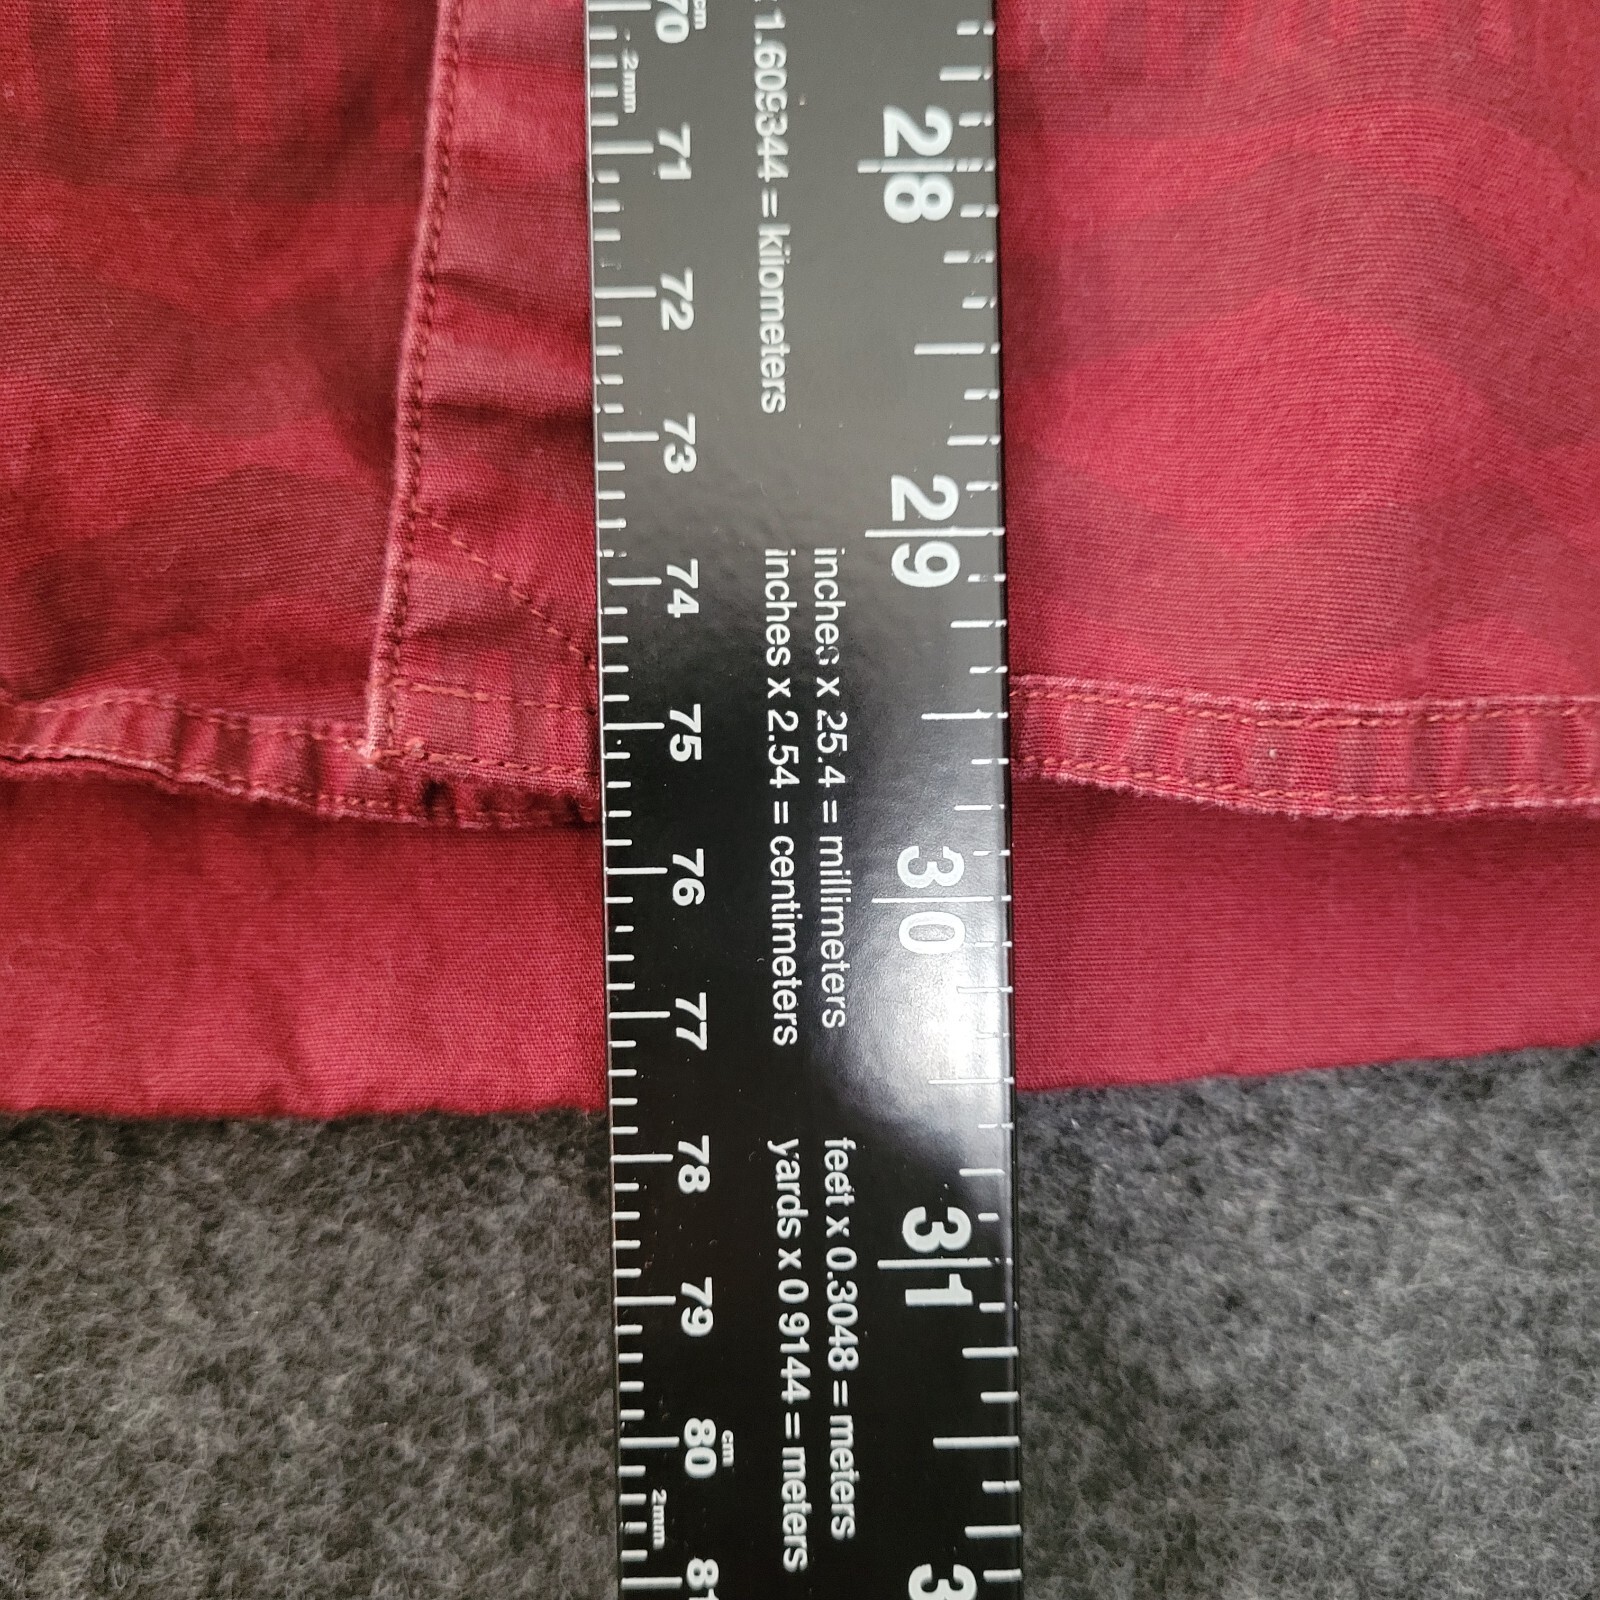 cm
70
2mm
71
72
73
74
75
76
77
78
79
80
cm
2mm
81
1.609344 = kilometers
inches x 25.4 = millimeters
inches x 2.54 = centimeters
feet x 0.3048 = meters
yards x 0.9144 = meters
28
29
30
31
3